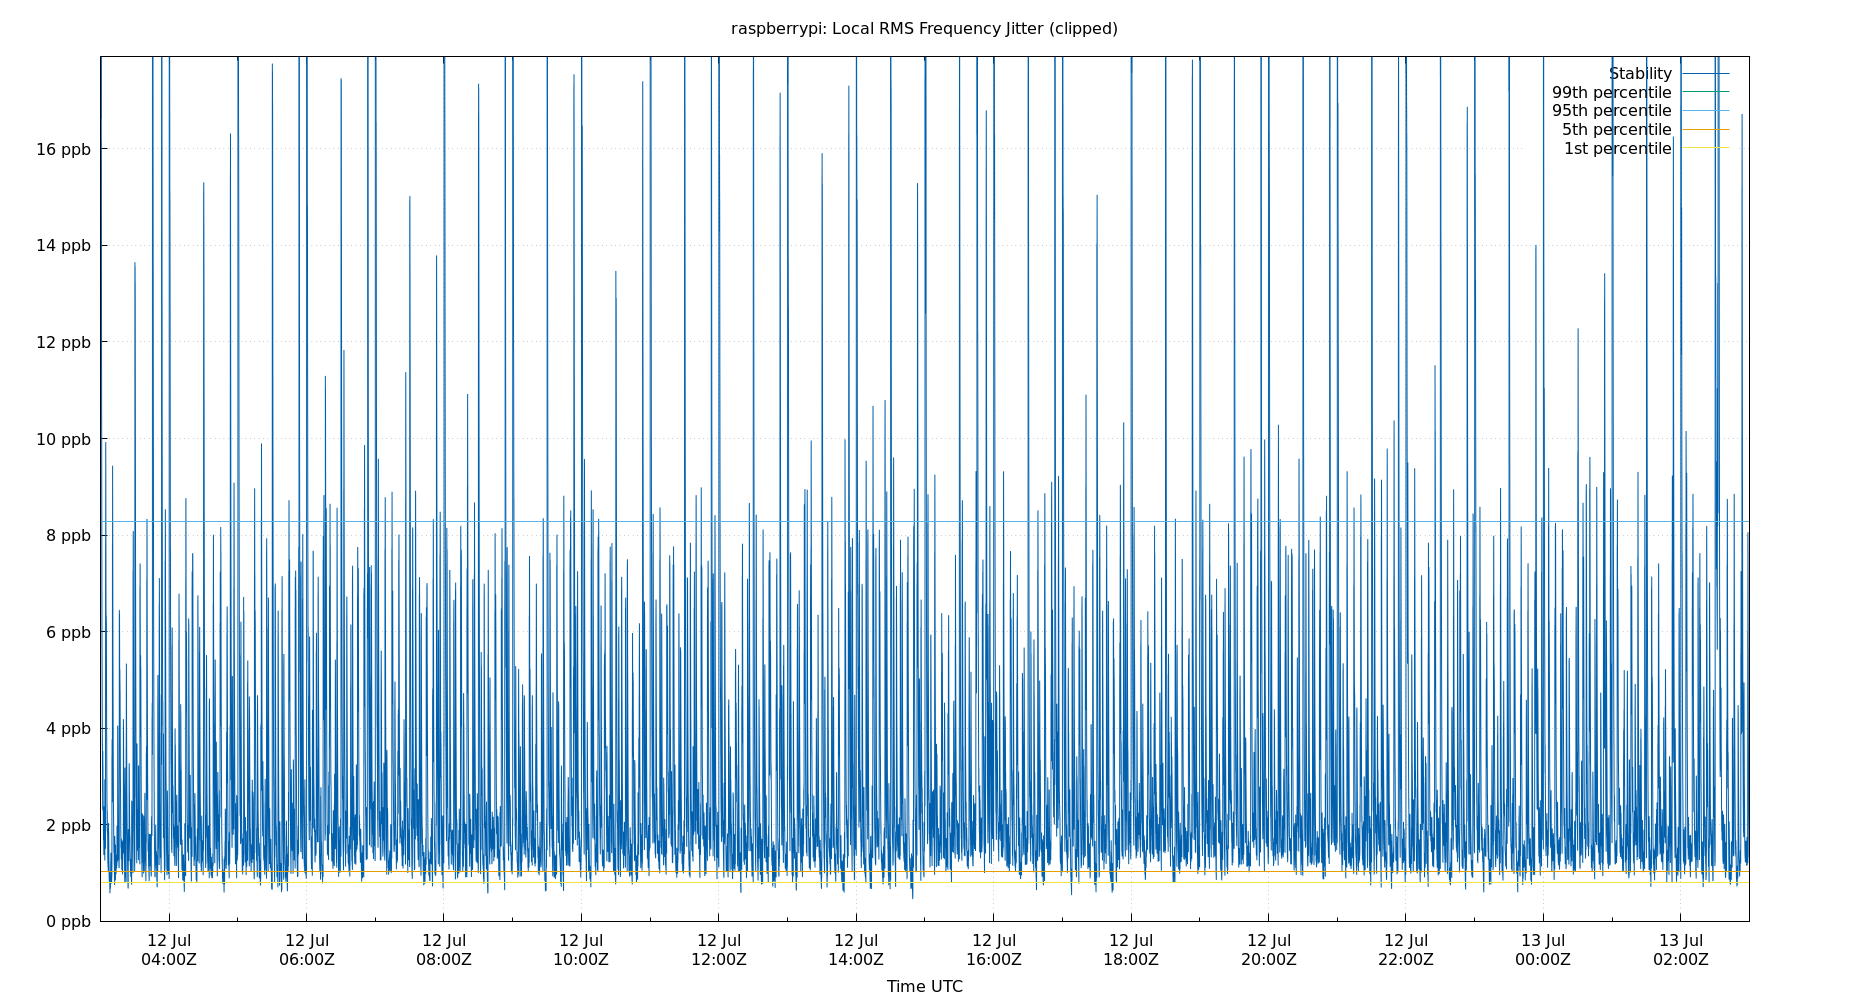 raspberrypi: Local RMS Frequency Jitter (clipped)
Stability
99th percentile
95th percentile
5th percentile
1st percentile
16 ppb
14 ppb
12 ppb
10 ppb
8 ppb
6 ppb
4 ppb
2 ppb
0 ppb
12 Jul 12 Jul 12 Jul 12 Jul 12 Jul 12 Jul 12 Jul 12 Jul 12 Jul 12 Jul 13 Jul 13 Jul
04:00Z 06:00Z 08:00Z 10:00Z 12:00Z 14:00Z 16:00Z 18:00Z 20:00Z 22:00Z 00:00Z 02:00Z
Time UTC